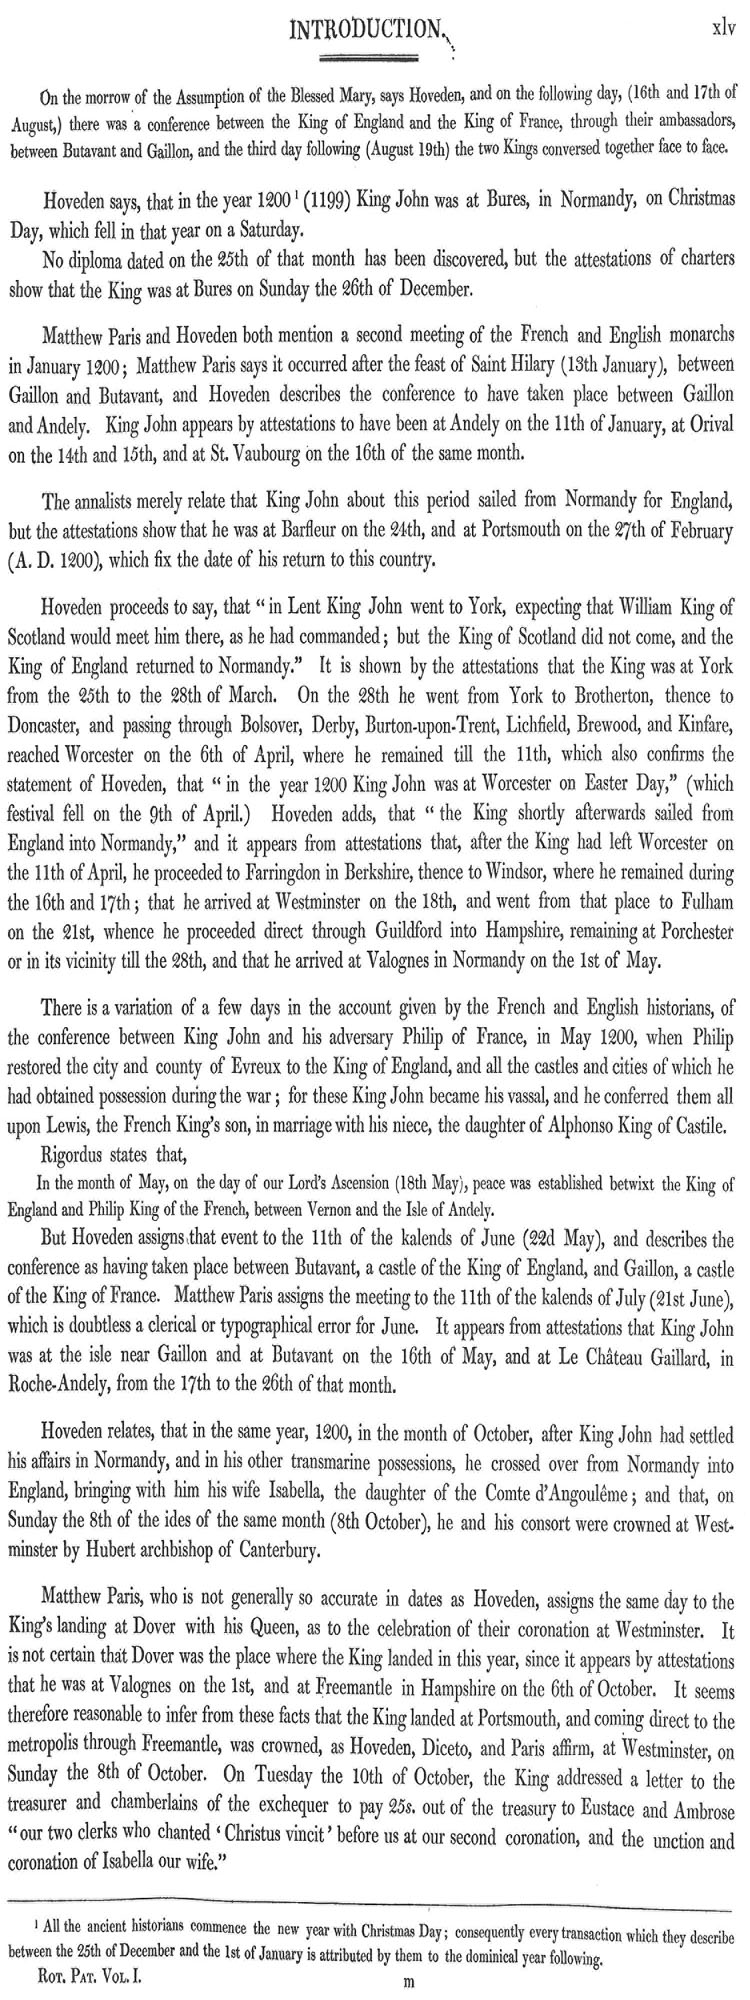 INTRODUCTION. xlv
On the morrow of the Assumption of the Blessed Mary, says Hoveden, and on the following day, (16th and 17th of
August,) there was a conference between the King of England and the King of France, through their ambassadors,
between Butavant and Gaillon, and the third day following (August 19th) the two Kings conversed together face to face.
Hoveden says, that in the year 1200¹ (1199) King John was at Bures, in Normandy, on Christmas
Day, which fell in that year on a Saturday.
No diploma dated on the 25th of that month has been discovered, but the attestations of charters
show that the King was at Bures on Sunday the 26th of December.
Matthew Paris and Hoveden both mention a second meeting of the French and English monarchs
in January 1200; Matthew Paris says it occurred after the feast of Saint Hilary (13th January), between
Gaillon and Butavant, and Hoveden describes the conference to have taken place between Gaillon
and Andely. King John appears by attestations to have been at Andely on the 11th of January, at Orival
on the 14th and 15th, and at St. Vaubourg on the 16th of the same month.
The annalists merely relate that King John about this period sailed from Normandy for England,
but the attestations show that he was at Barfleur on the 24th, and at Portsmouth on the 27th of February
(A. D. 1200), which fix the date of his return to this country.
Hoveden proceeds to say, that “ in Lent King John went to York, expecting that William King of
Scotland would meet him there, as he had commanded; but the King of Scotland did not come, and the
King of England returned to Normandy.” It is shown by the attestations that the King was at York
from the 25th to the 28th of March. On the 28th he went from York to Brotherton, thence to
Doncaster, and passing through Bolsover, Derby, Burton-upon-Trent, Lichfield, Brewood, and Kinfare,
reached Worcester on the 6th of April, where he remained till the 11th, which also confirms the
statement of Hoveden, that “ in the year 1200 King John was at Worcester on Easter Day,” (which
festival fell on the 9th of April.) Hoveden adds, that “ the King shortly afterwards sailed from
England into Normandy,” and it appears from attestations that, after the King had left Worcester on
the 11th of April, he proceeded to Farringdon in Berkshire, thence to Windsor, where he remained during
the 16th and 17th; that he arrived at Westminster on the 18th, and went from that place to Fulham
on the 21st, whence he proceeded direct through Guildford into Hampshire, remaining at Porchester
or in its vicinity till the 28th, and that he arrived at Valognes in Normandy on the 1st of May.
There is a variation of a few days in the account given by the French and English historians, of
the conference between King John and his adversary Philip of France, in May 1200, when Philip
restored the city and county of Evreux to the King of England, and all the castles and cities of which he
had obtained possession during the war; for these King John became his vassal, and he conferred them all
upon Lewis, the French King’s son, in marriage with his niece, the daughter of Alphonso King of Castile.
Rigordus states that,
In the month of May, on the day of our Lord’s Ascension (18th May), peace was established betwixt the King of
England and Philip King of the French, between Vernon and the Isle of Andely.
But Hoveden assigns that event to the 11th of the kalends of June (22d May), and describes the
conference as having taken place between Butavant, a castle of the King of England, and Gaillon, a castle
of the King of France. Matthew Paris assigns the meeting to the 11th of the kalends of July (21st June),
which is doubtless a clerical or typographical error for June. It appears from attestations that King John
was at the isle near Gaillon and at Butavant on the 16th of May, and at Le Château Gaillard, in
Roche-Andely, from the 17th to the 26th of that month.
Hoveden relates, that in the same year, 1200, in the month of October, after King John had settled
his affairs in Normandy, and in his other transmarine possessions, he crossed over from Normandy into
England, bringing with him his wife Isabella, the daughter of the Comte d’Angoulême; and that, on
Sunday the 8th of the ides of the same month (8th October), he and his consort were crowned at West-
minster by Hubert archbishop of Canterbury.
Matthew Paris, who is not generally so accurate in dates as Hoveden, assigns the same day to the
King’s landing at Dover with his Queen, as to the celebration of their coronation at Westminster. It
is not certain that Dover was the place where the King landed in this year, since it appears by attestations
that he was at Valognes on the 1st, and at Freemantle in Hampshire on the 6th of October. It seems
therefore reasonable to infer from these facts that the King landed at Portsmouth, and coming direct to the
metropolis through Freemantle, was crowned, as Hoveden, Diceto, and Paris affirm, at Westminster, on
Sunday the 8th of October. On Tuesday the 10th of October, the King addressed a letter to the
treasurer and chamberlains of the exchequer to pay 25s. out of the treasury to Eustace and Ambrose
“ our two clerks who chanted ‘ Christus vincit’ before us at our second coronation, and the unction and
coronation of Isabella our wife.”
¹ All the ancient historians commence the new year with Christmas Day; consequently every transaction which they describe
between the 25th of December and the 1st of January is attributed by them to the dominical year following.
ROT. PAT. VOL. I. m